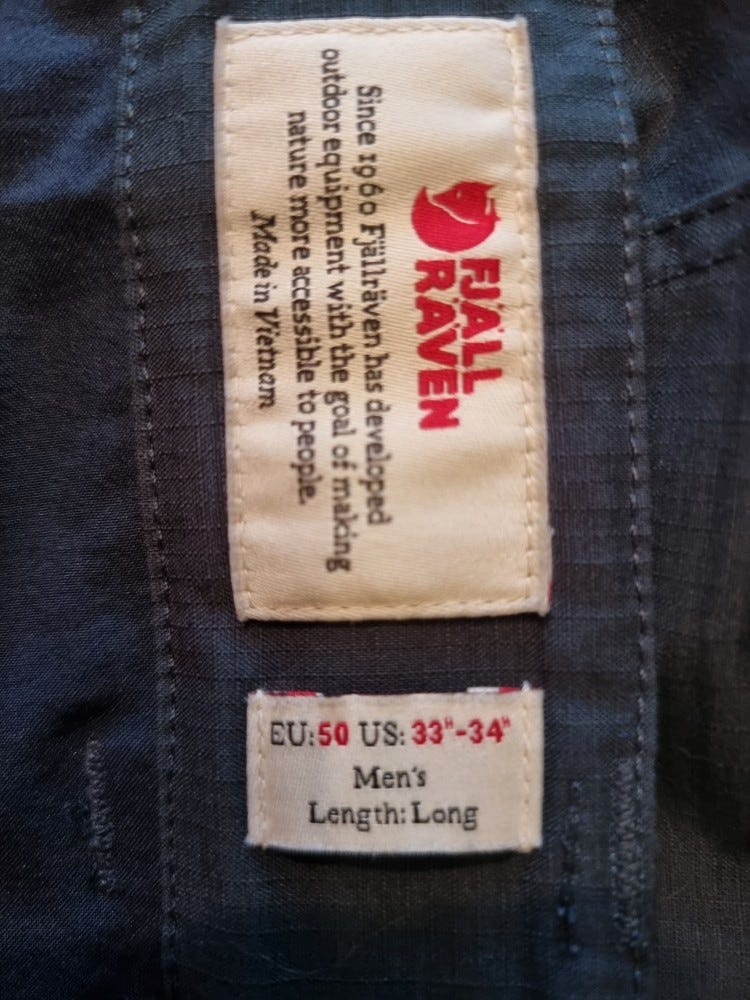 FJÄLL
RÄVEN
Since 1960 Fjällräven has developed
outdoor equipment with the goal of making
nature more accessible to people.
Made in Vietnam
EU:50 US:33"-34"
Men's
Length: Long